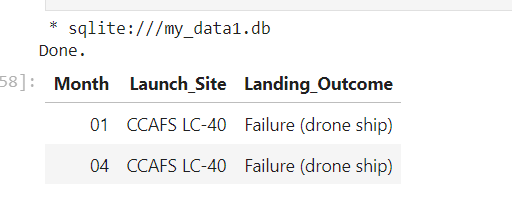 * sqlite:///my_data1.db
Done.
58]: Month Launch_Site Landing_Outcome
01 CCAFS LC-40 Failure (drone ship)
04 CCAFS LC-40 Failure (drone ship)